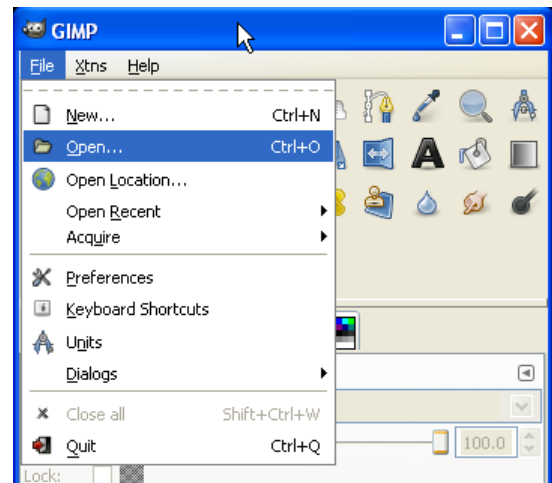 GIMP
File Xtns Help
New... Ctrl+N
Open... Ctrl+O
Open Location...
Open Recent
Acquire
Preferences
Keyboard Shortcuts
Units
Dialogs
Close all Shift+Ctrl+W
Quit Ctrl+Q
100.0
Lock: